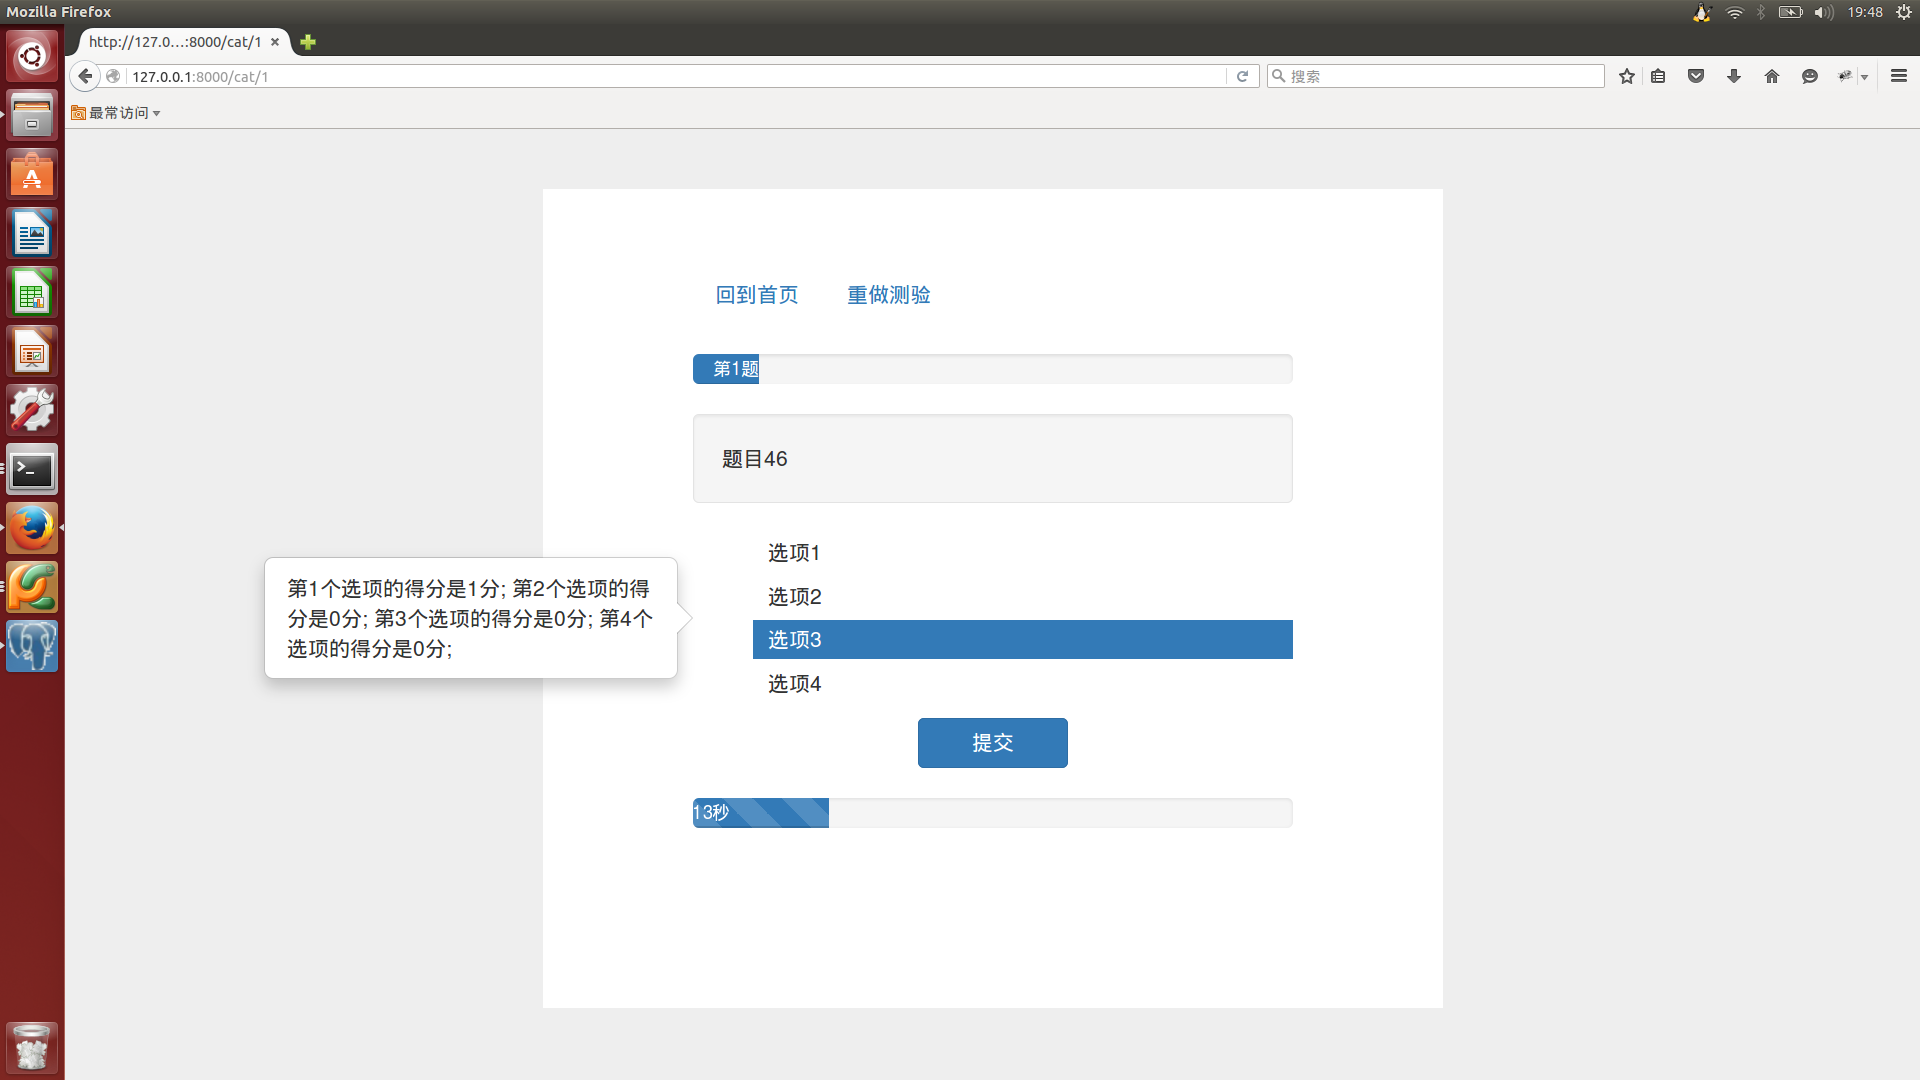 Mozilla Firefox
19:48
http://127.0...:8000/cat/1
127.0.0.1:8000/cat/1
搜索
最常访问
回到首页 重做测验
第1题
题目46
选项1
选项2
选项3
选项4
第1个选项的得分是1分; 第2个选项的得
分是0分; 第3个选项的得分是0分; 第4个
选项的得分是0分;
提交
13秒